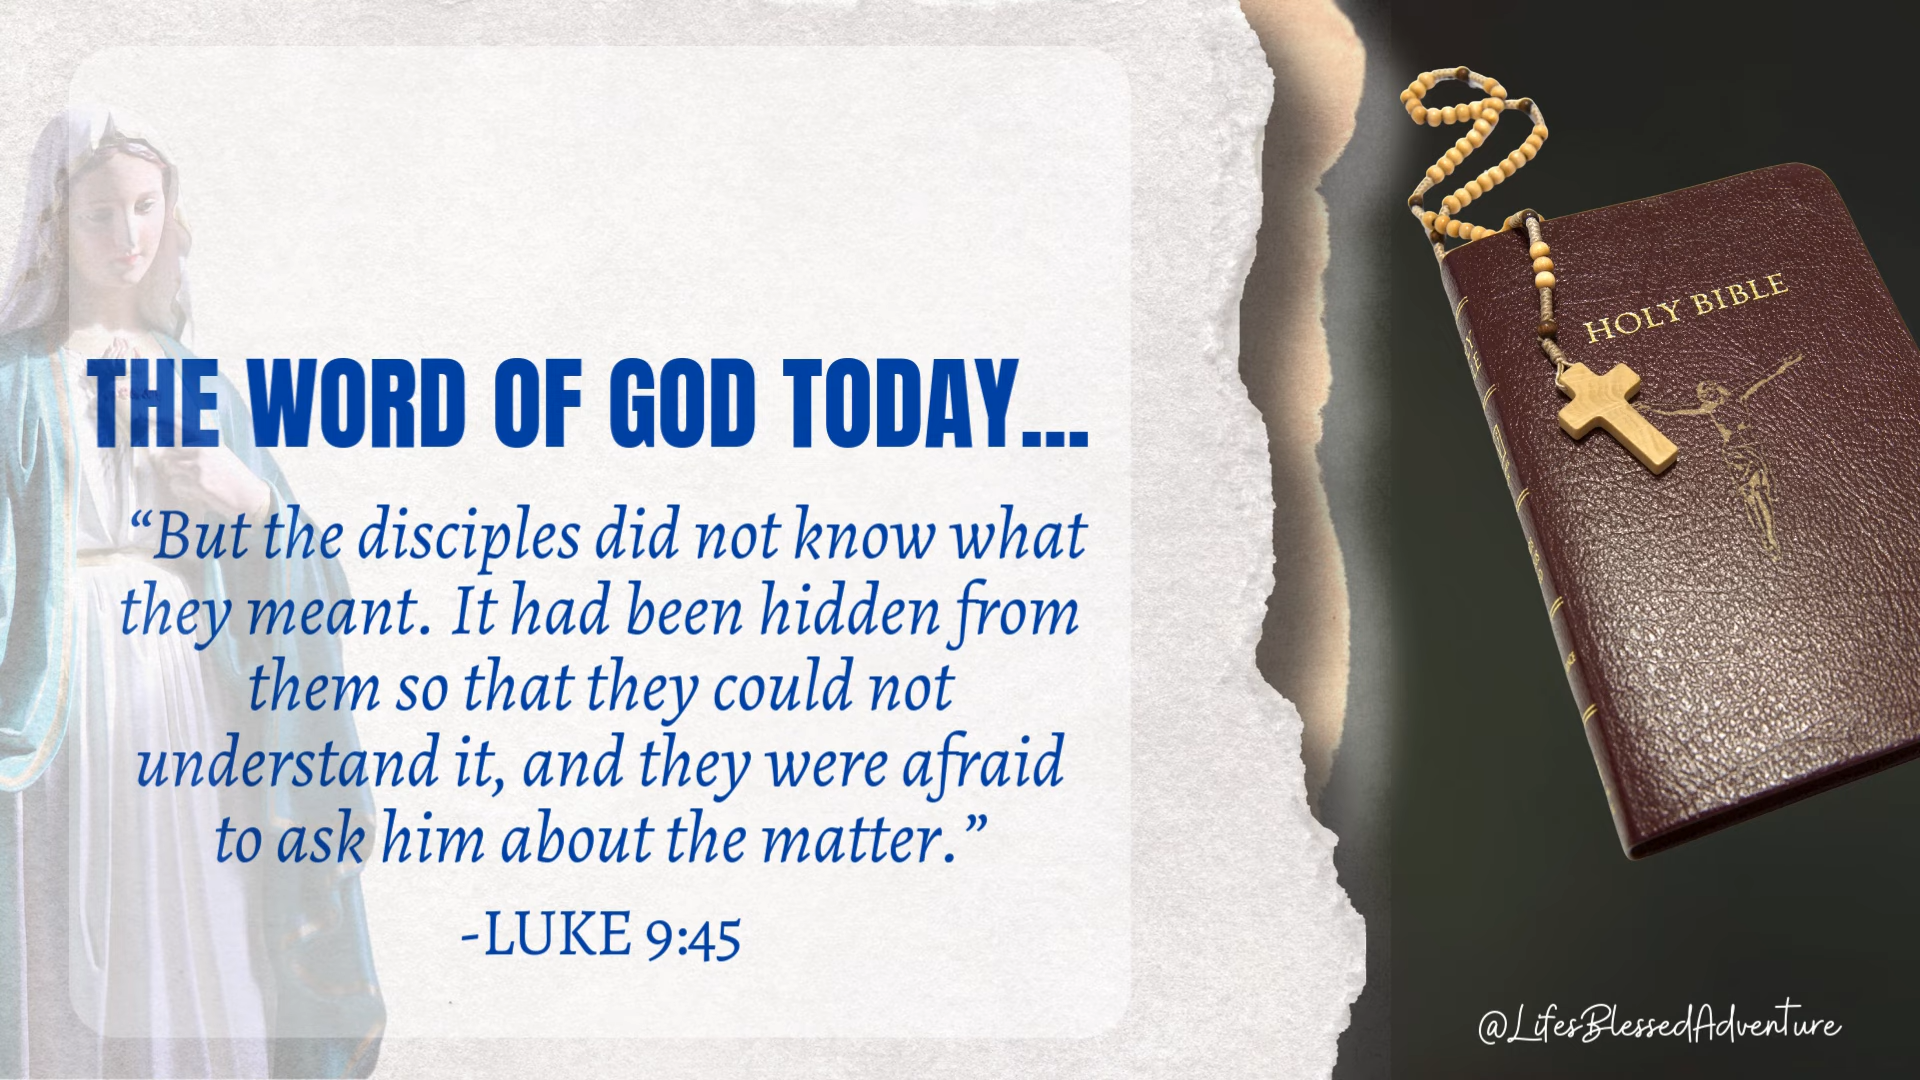 THE WORD OF GOD TODAY...
“But the disciples did not know what
they meant. It had been hidden from
them so that they could not
understand it, and they were afraid
to ask him about the matter.”
-LUKE 9:45
HOLY BIBLE
@LifesBlessedAdventure